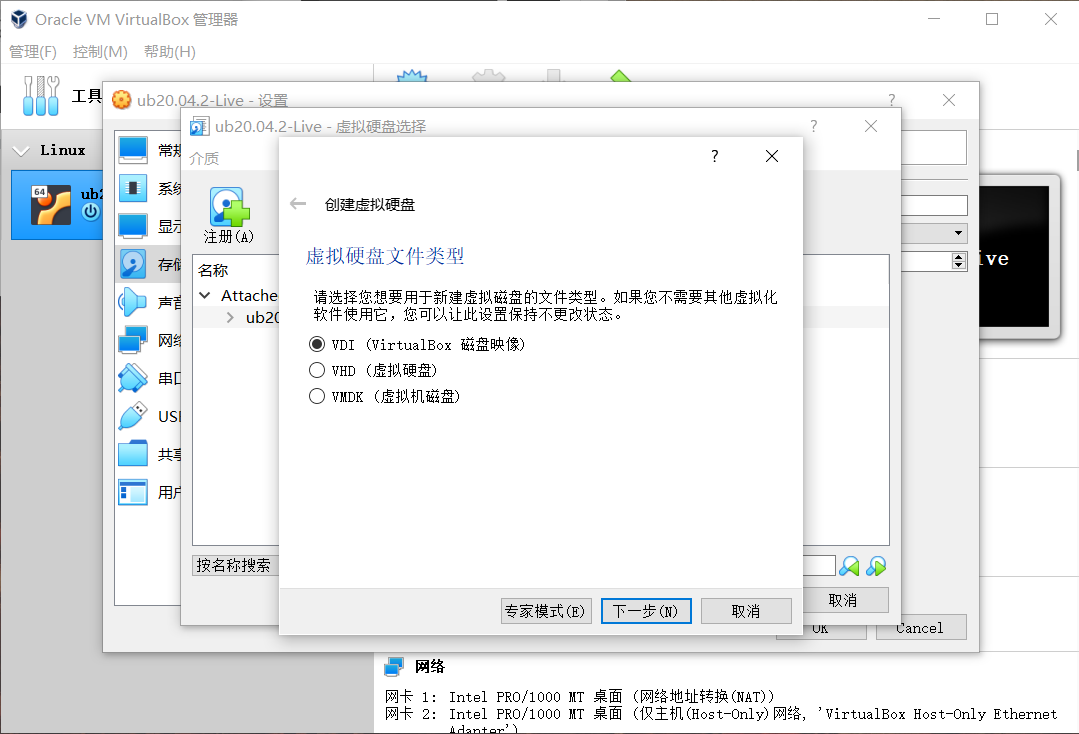 Oracle VM VirtualBox 管理器
管理(F) 控制(M) 帮助(H)
工具
ub20.04.2-Live - 设置 ?
ub20.04.2-Live - 虚拟硬盘选择 ?
介质
?
创建虚拟硬盘
虚拟硬盘文件类型
请选择您想要用于新建虚拟磁盘的文件类型。如果您不需要其他虚拟化
软件使用它，您可以让此设置保持不更改状态。
VDI (VirtualBox 磁盘映像)
VHD (虚拟硬盘)
VMDK (虚拟机磁盘)
专家模式(E) 下一步(N) 取消
注册(A)
名称
Attache
ub20
按名称搜索
取消
常规
系统
显示
存储
声音
网络
串口
USB
共享
用户
OK Cancel
Linux
64
ub2
ive
网络
网卡 1: Intel PRO/1000 MT 桌面 (网络地址转换(NAT))
网卡 2: Intel PRO/1000 MT 桌面 (仅主机(Host-Only)网络, 'VirtualBox Host-Only Ethernet
Adapter')